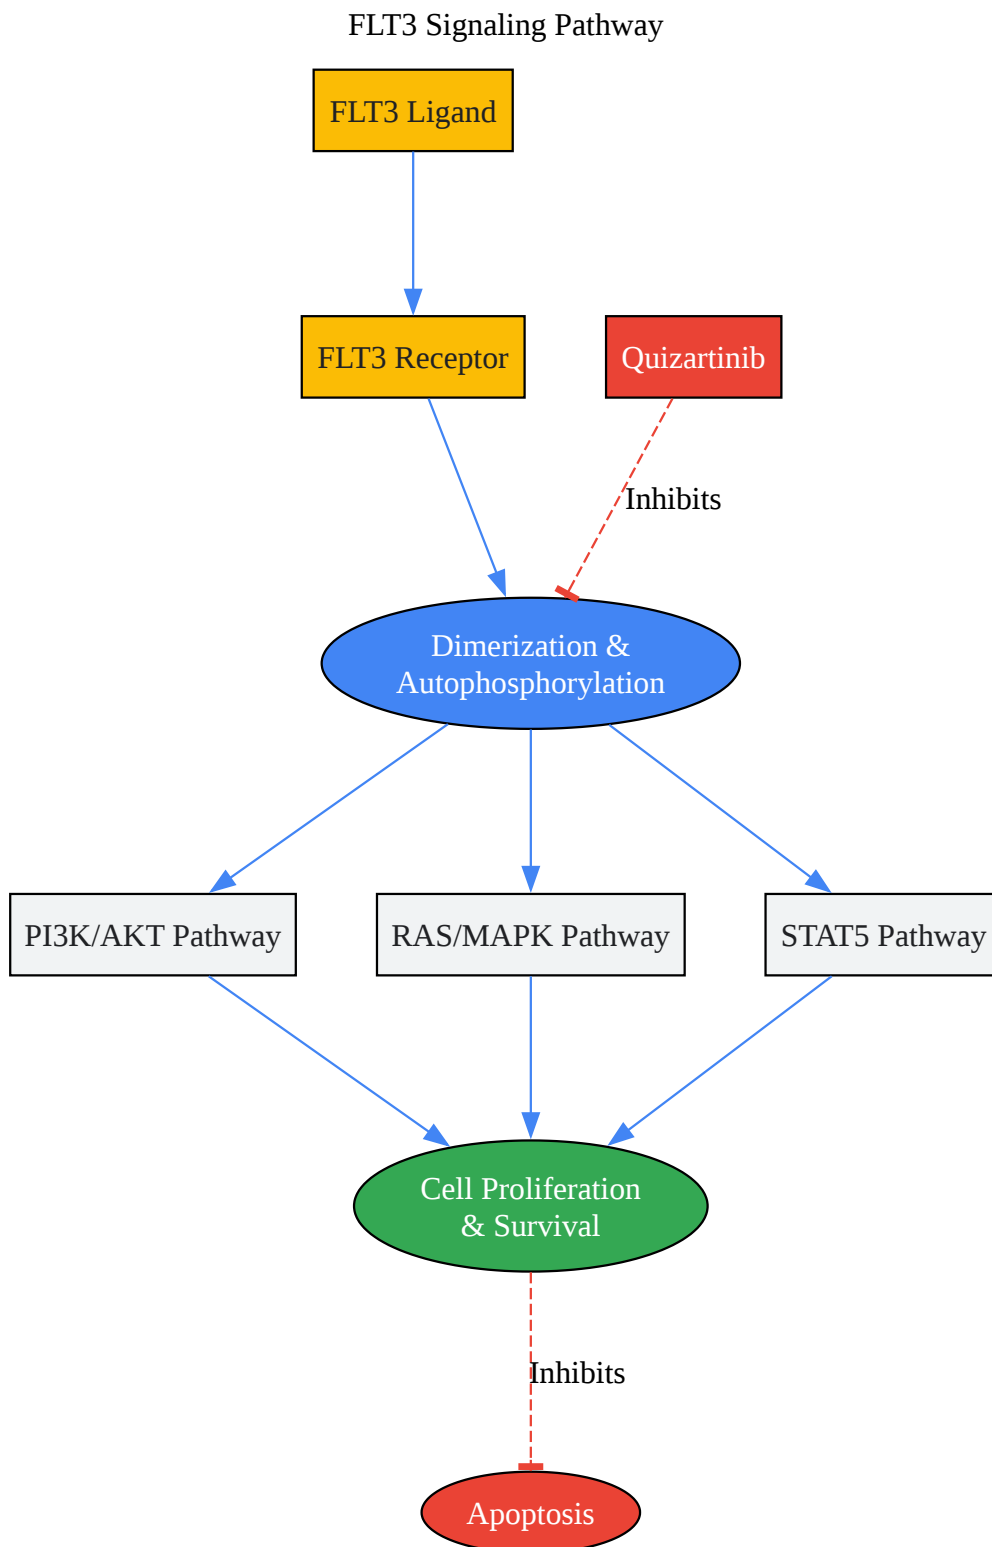 FLT3 Signaling Pathway
FLT3 Ligand
FLT3 Receptor
Quizartinib
Inhibits
Dimerization &
Autophosphorylation
PI3K/AKT Pathway
RAS/MAPK Pathway
STAT5 Pathway
Cell Proliferation
& Survival
Inhibits
Apoptosis